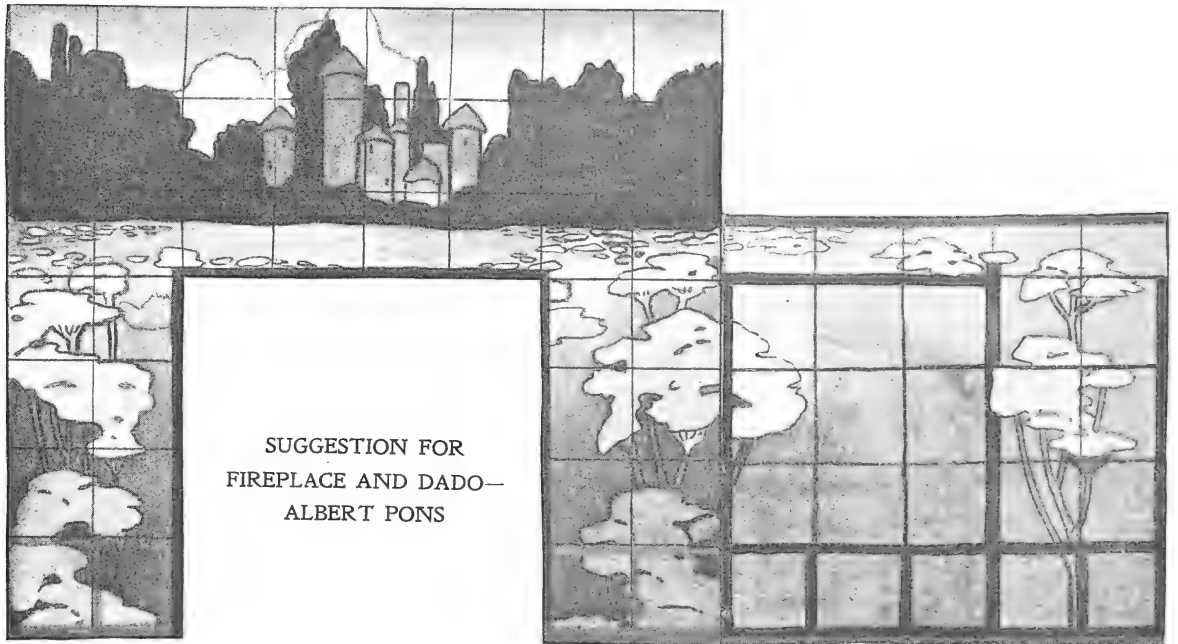 SUGGESTION FOR
FIREPLACE AND DADO—
ALBERT PONS